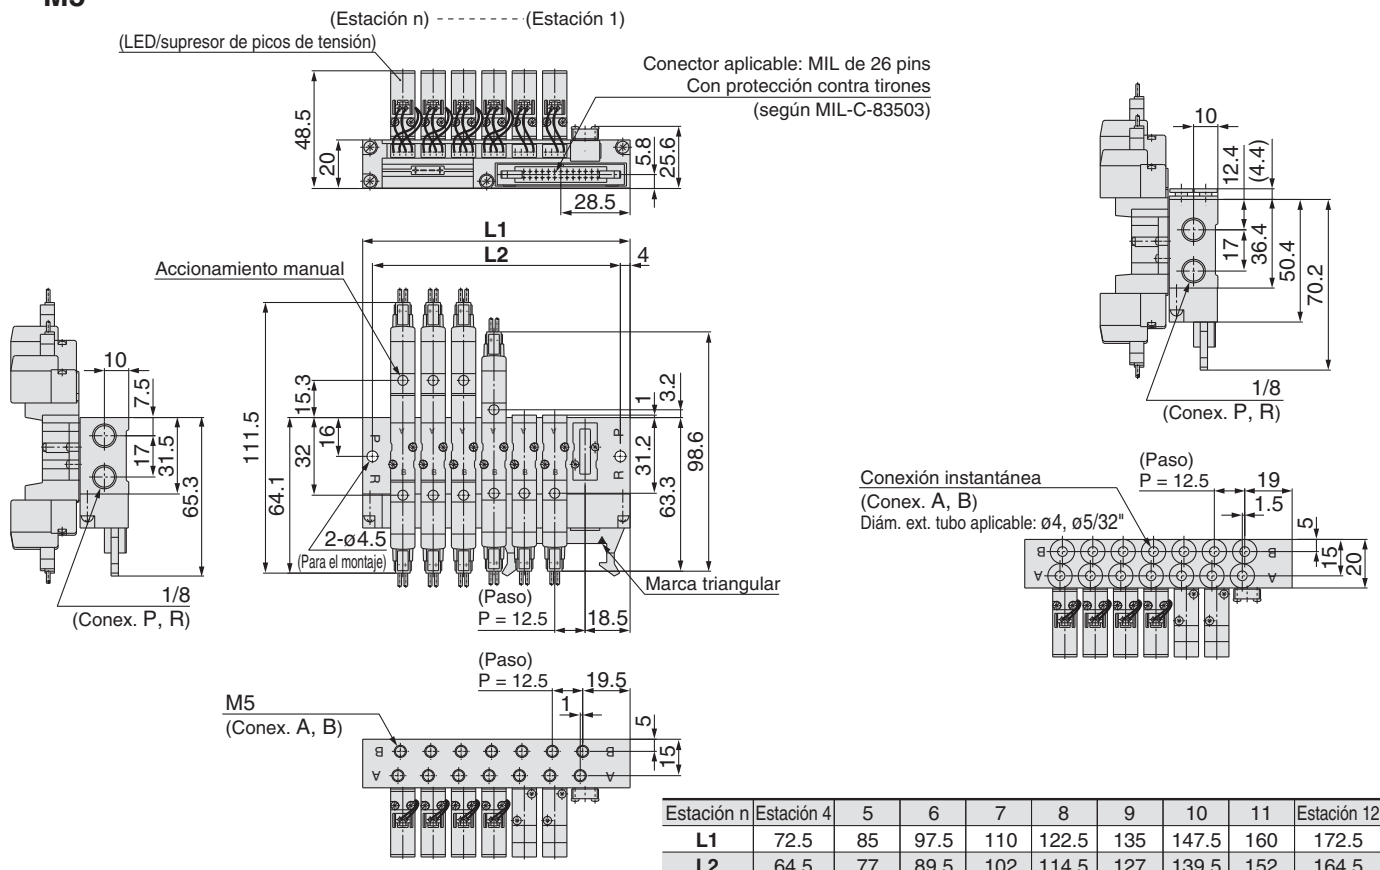 M5
(Estación n) - - - - - - - - (Estación 1)
(LED/supresor de picos de tensión)
Conector aplicable: MIL de 26 pins
Con protección contra tirones
(según MIL-C-83503)
48.5
20
5.8
25.6
28.5
10
12.4
(4.4)
17
36.4
50.4
70.2
1/8
(Conex. P, R)
L1
L2
4
Accionamiento manual
111.5
15.3
64.1
32
16
P
R
A A A A A A
B B B B B B
P
R
1
3.2
31.2
63.3
98.6
10
7.5
17
31.5
65.3
1/8
(Conex. P, R)
2-ø4.5
(Para el montaje)
Marca triangular
(Paso)
P = 12.5
18.5
Conexión instantánea
(Conex. A, B)
Diám. ext. tubo aplicable: ø4, ø5/32"
(Paso)
P = 12.5
19
1.5
5
15
20
B B
A A
(Paso)
P = 12.5
19.5
1
5
15
M5
(Conex. A, B)
B B
A A
Estación n Estación 4 5 6 7 8 9 10 11 Estación 12
L1 72.5 85 97.5 110 122.5 135 147.5 160 172.5
L2 64.5 77 89.5 102 114.5 127 139.5 152 164.5